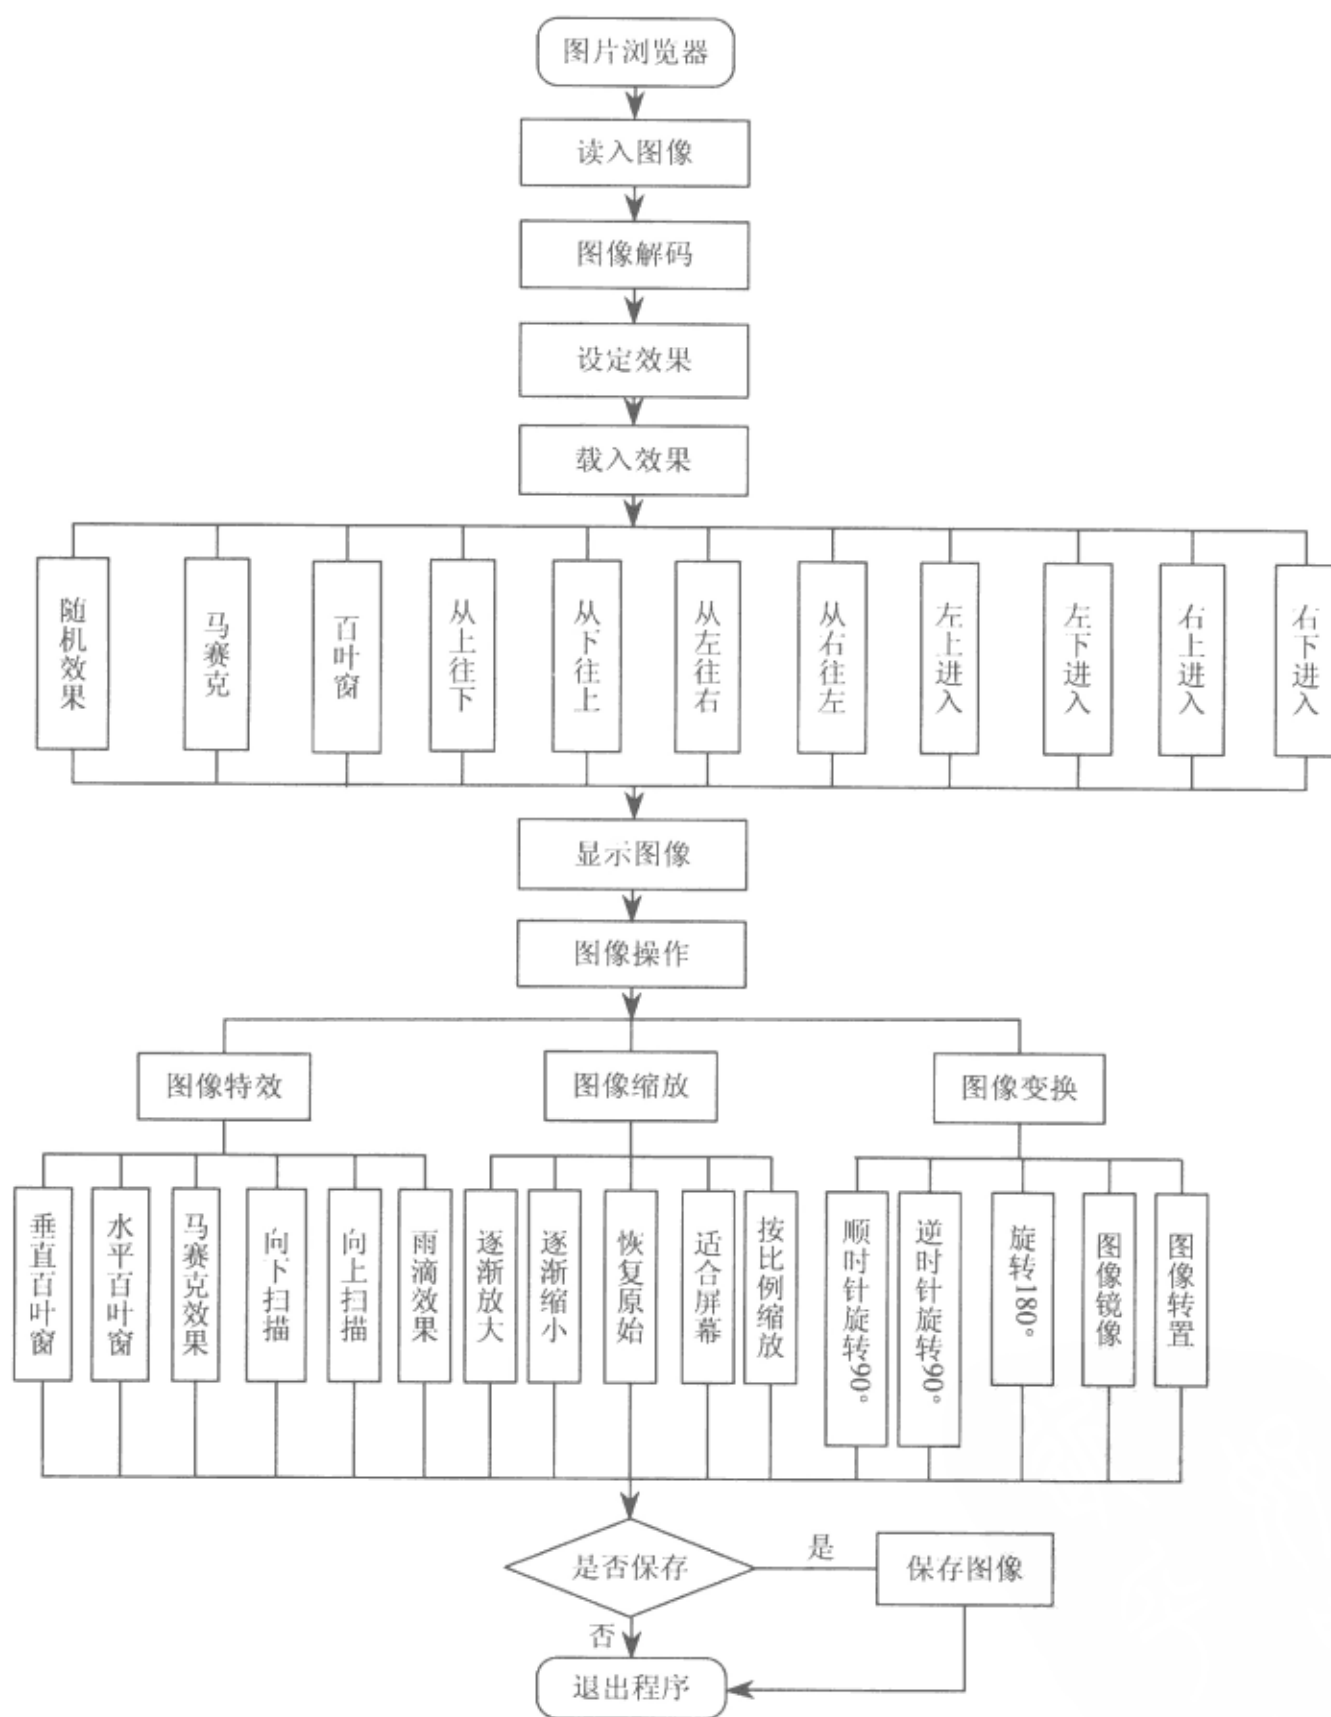 图片浏览器
读入图像
图像解码
设定效果
载入效果
随机效果
马赛克
百叶窗
从上往下
从下往上
从左往右
从右往左
左上进入
左下进入
右上进入
右下进入
显示图像
图像操作
图像特效
图像缩放
图像变换
垂直百叶窗
水平百叶窗
马赛克效果
向下扫描
向上扫描
雨滴效果
逐渐放大
逐渐缩小
恢复原始
适合屏幕
按比例缩放
顺时针旋转90°
逆时针旋转90°
旋转180°
图像镜像
图像转置
是否保存
是
保存图像
否
退出程序